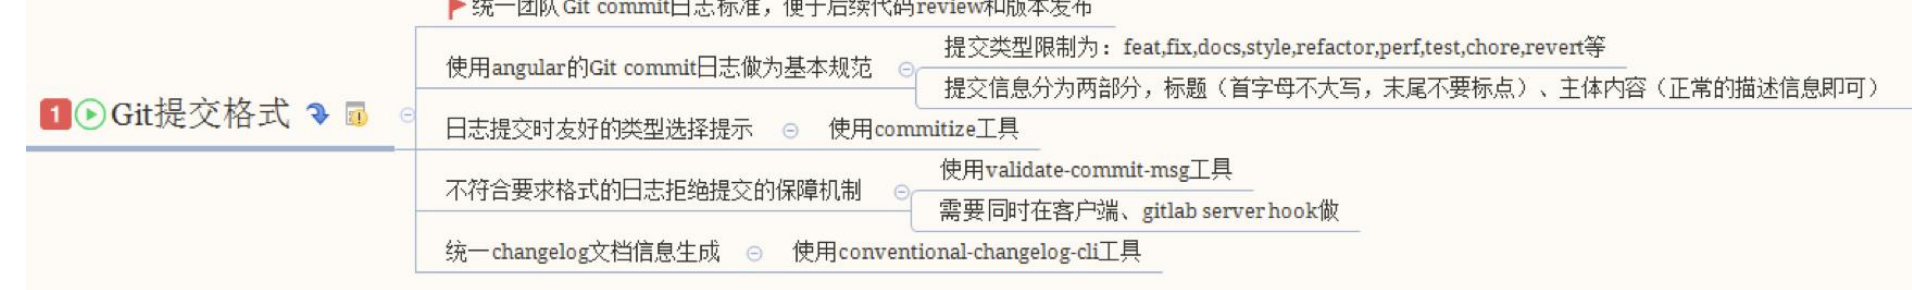 统一团队Git commit日志标准，便于后续代码review和版本发布
使用angular的Git commit日志做为基本规范
提交类型限制为：feat,fix,docs,style,refactor,perf,test,chore,revert等
提交信息分为两部分，标题（首字母不大写，末尾不要标点）、主体内容（正常的描述信息即可）
1 Git提交格式
日志提交时友好的类型选择提示
使用commitize工具
不符合要求格式的日志拒绝提交的保障机制
使用validate-commit-msg工具
需要同时在客户端、gitlab server hook做
统一changelog文档信息生成
使用conventional-changelog-cli工具